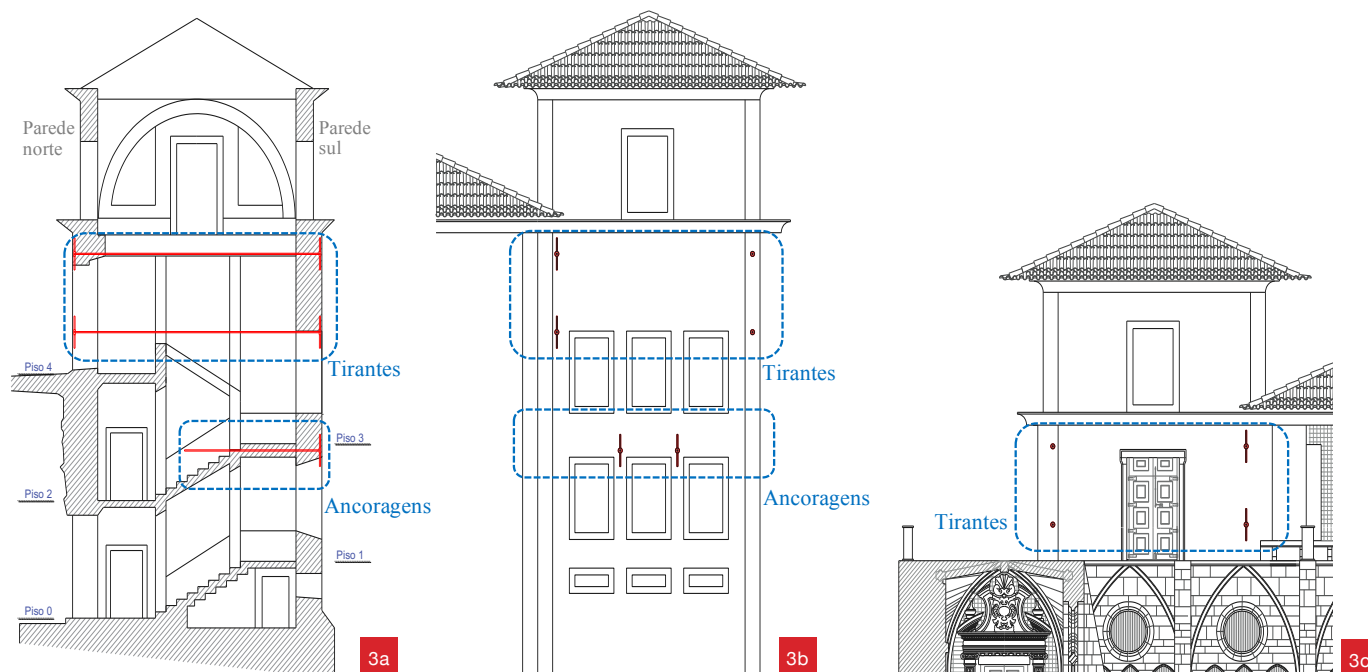 Parede
norte
Parede
sul
Tirantes
Piso 4
Piso 3
Ancoragens
Piso 2
Piso 1
Piso 0
3a
Tirantes
Ancoragens
3b
Tirantes
3c